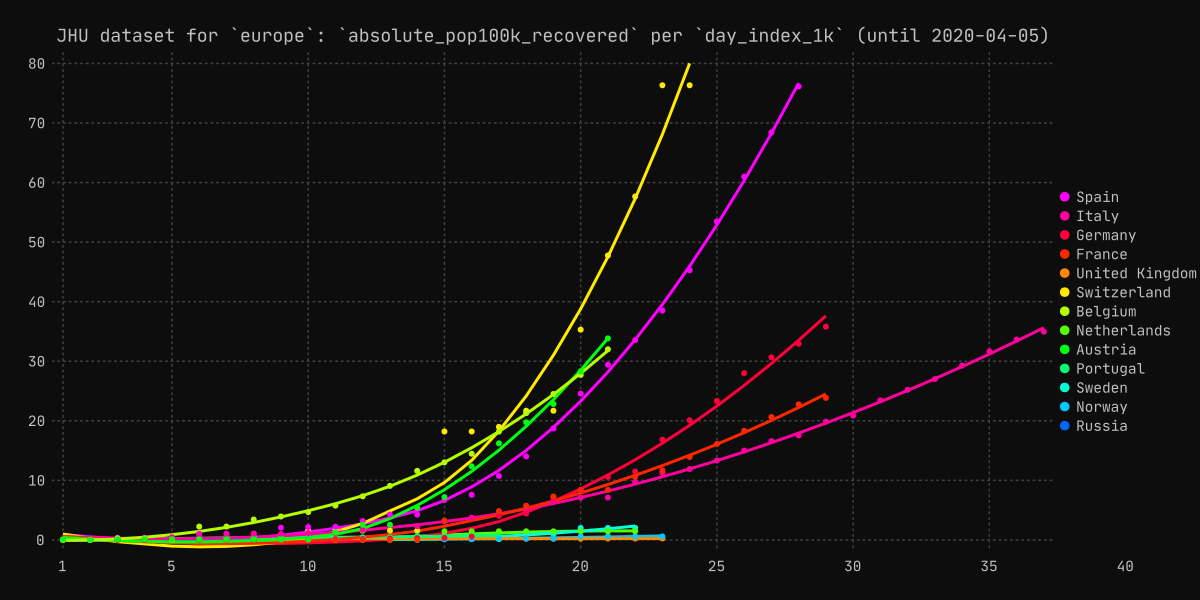 JHU dataset for `europe`: `absolute_pop100k_recovered` per `day_index_1k` (until 2020-04-05)
80
70
60
50
40
30
20
10
0
1 5 10 15 20 25 30 35 40
Spain
Italy
Germany
France
United Kingdom
Switzerland
Belgium
Netherlands
Austria
Portugal
Sweden
Norway
Russia